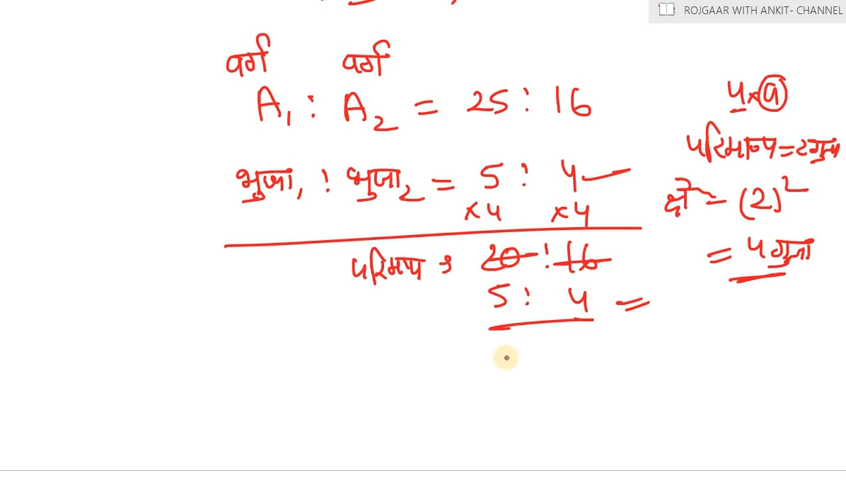 ROJGAAR WITH ANKIT- CHANNEL
वर्ग वर्ग
A₁ : A₂ = 25 : 16
भुजा₁ : भुजा₂ = 5 : 4
×4 ×4
परिमाप 20 : 16
5 : 4 =
4×a
परिमाप = 2 गुना
क्षे० = (2)²
= 4 गुना